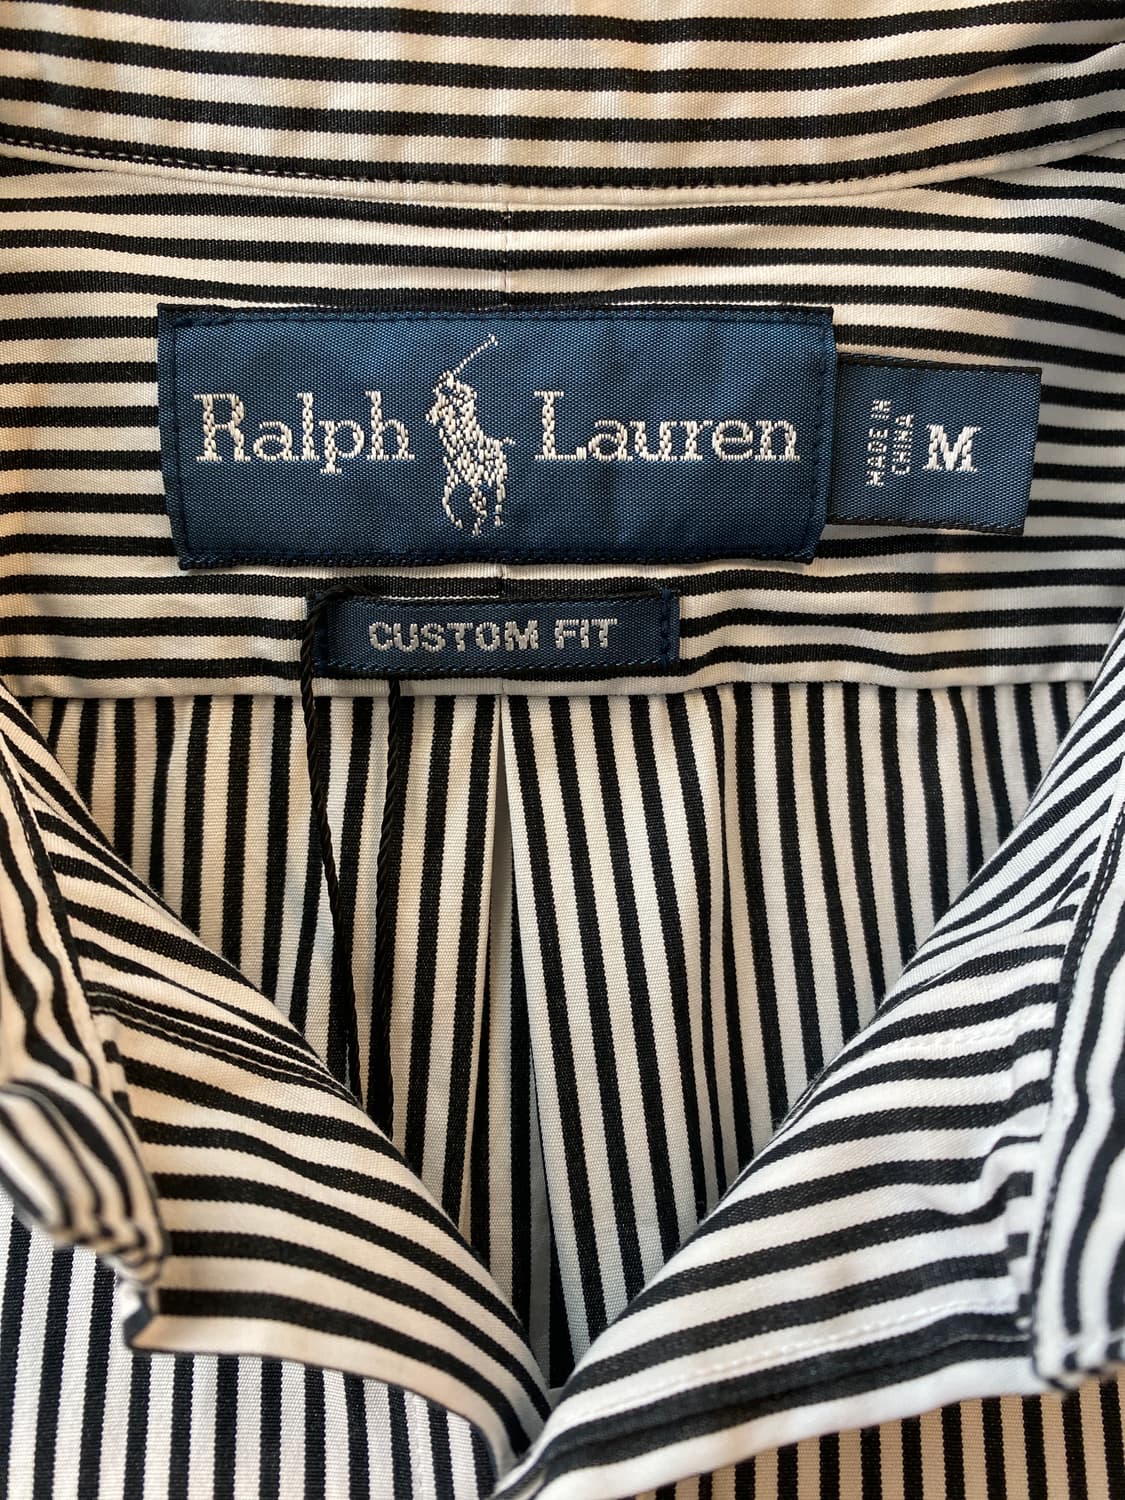 Ralph Lauren
MADE IN
CHINA
M
CUSTOM FIT